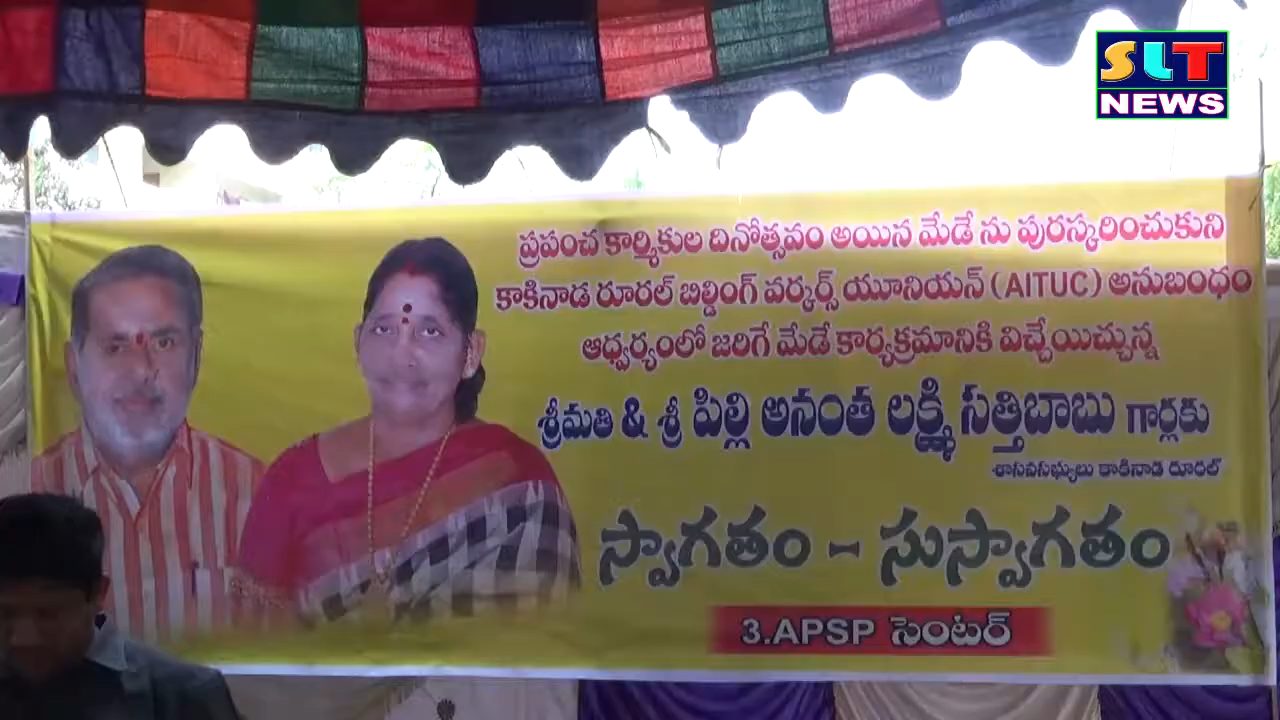 SLT
NEWS
ప్రపంచ కార్మికుల దినోత్సవం అయిన మేడే ను పురస్కరించుకుని
కాకినాడ రూరల్ బిల్డింగ్ వర్కర్స్ యూనియన్ (AITUC) అనుబంధం
ఆధ్వర్యంలో జరిగే మేడే కార్యక్రమానికి విచ్చేయిచ్చున్న
శ్రీమతి & శ్రీ పిల్లి అనంత లక్ష్మి సత్తిబాబు గార్లకు
శాసనసభ్యులు కాకినాడ రూరల్
స్వాగతం - సుస్వాగతం
3.APSP సెంటర్